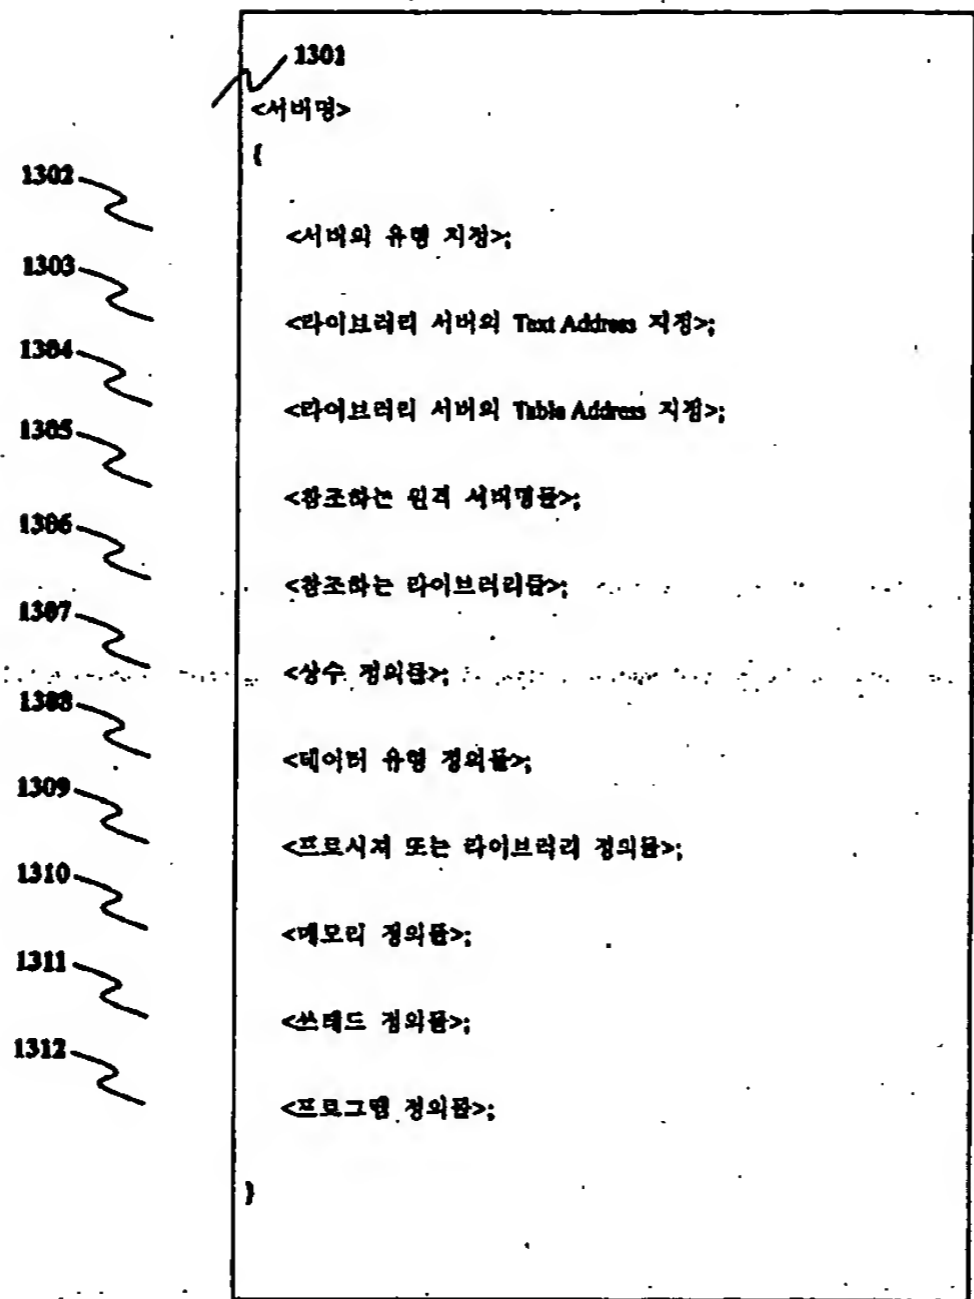 1301
<서버명>
{
1302
<서버의 유형 지정>;
1303
<라이브러리 서버의 Text Address 지정>;
1304
<라이브러리 서버의 Table Address 지정>;
1305
<참조하는 원격 서버명들>;
1306
<참조하는 라이브러리들>;
1307
<상수 정의들>;
1308
<데이터 유형 정의들>;
1309
<프로시져 또는 라이브러리 정의들>;
1310
<메모리 정의들>;
1311
<쓰레드 정의들>;
1312
<프로그램 정의들>;
}